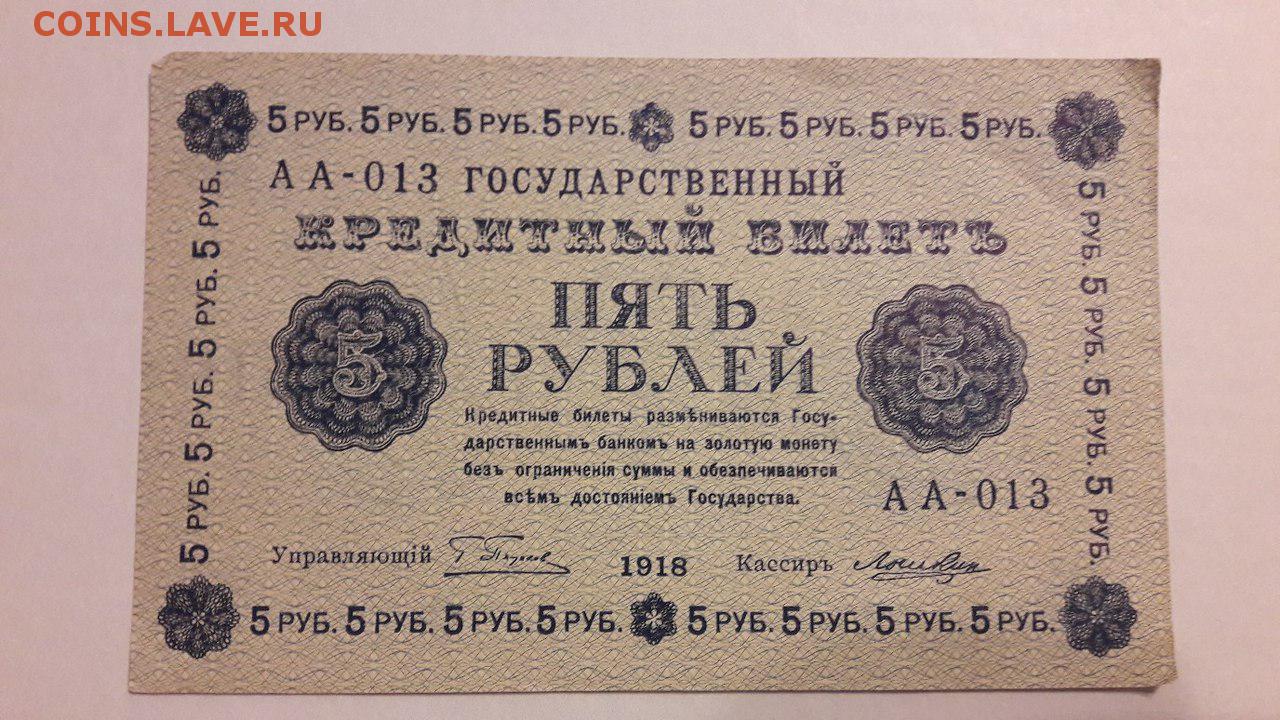 COINS.LAVE.RU
5 РУБ. 5 РУБ. 5 РУБ. 5 РУБ. 5 РУБ. 5 РУБ. 5 РУБ. 5 РУБ.
АА-013 ГОСУДАРСТВЕННЫЙ
КРЕДИТНЫЙ БИЛЕТЪ
5 РУБ. 5 РУБ. 5 РУБ. 5 РУБ.
5 РУБ. 5 РУБ. 5 РУБ. 5 РУБ.
ПЯТЬ
РУБЛЕЙ
5
5
Кредитные билеты размѣниваются Госу-
дарственнымъ банкомъ на золотую монету
безъ ограниченія суммы и обезпечиваются
всѣмъ достояніемъ Государства.
АА-013
Управляющій 1918 Кассиръ
5 РУБ. 5 РУБ. 5 РУБ. 5 РУБ. 5 РУБ. 5 РУБ. 5 РУБ. 5 РУБ.